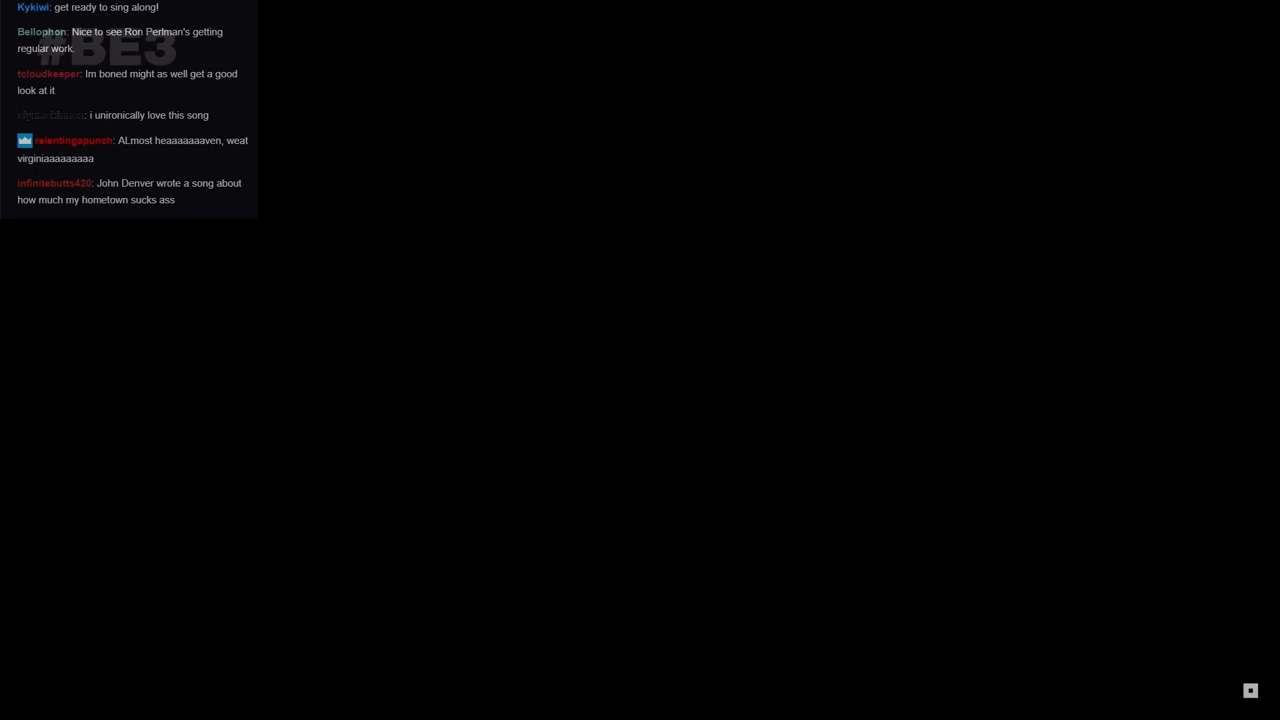 Kykiwi: get ready to sing along!
#BE3
Bellophon: Nice to see Ron Perlman's getting
regular work.
tcloudkeeper: Im boned might as well get a good
look at it
: i unironically love this song
relentingapunch: ALmost heaaaaaaaven, weat
virginiaaaaaaaaa
infinitebutts420: John Denver wrote a song about
how much my hometown sucks ass